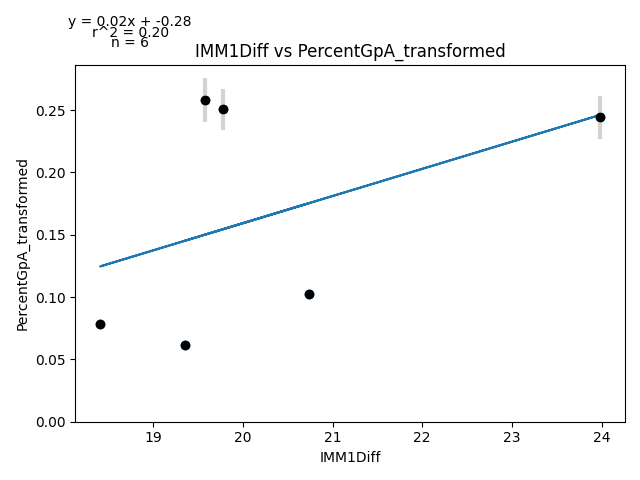 y = 0.02x + -0.28
r^2 = 0.20
n = 6
IMM1Diff vs PercentGpA_transformed
PercentGpA_transformed
0.25
0.20
0.15
0.10
0.05
0.00
19 20 21 22 23 24
IMM1Diff